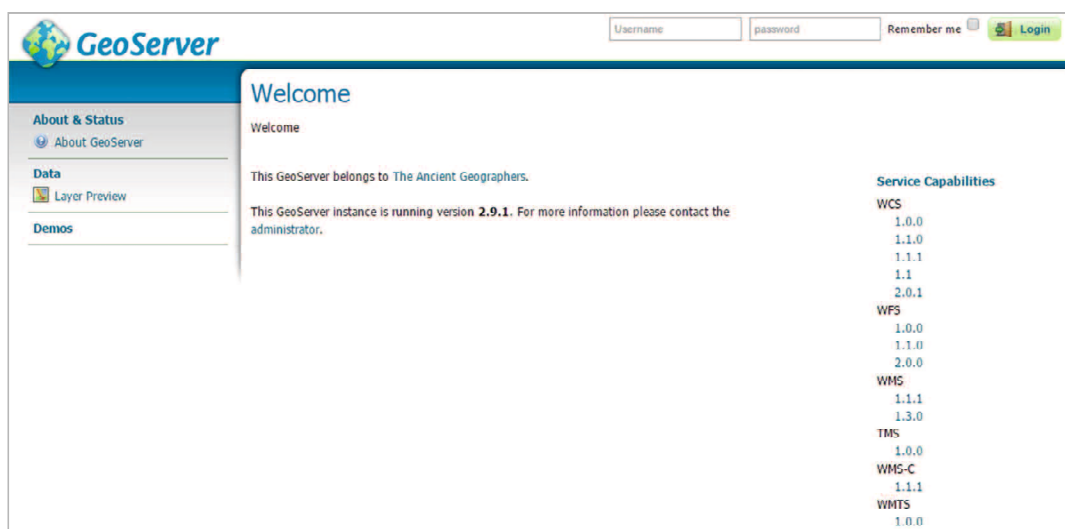 GeoServer
Username
password
Remember me
Login
About & Status
About GeoServer
Data
Layer Preview
Demos
Welcome
Welcome
This GeoServer belongs to The Ancient Geographers.
This GeoServer instance is running version 2.9.1. For more information please contact the
administrator.
Service Capabilities
WCS
1.0.0
1.1.0
1.1.1
1.1
2.0.1
WFS
1.0.0
1.1.0
2.0.0
WMS
1.1.1
1.3.0
TMS
1.0.0
WMS-C
1.1.1
WMTS
1.0.0